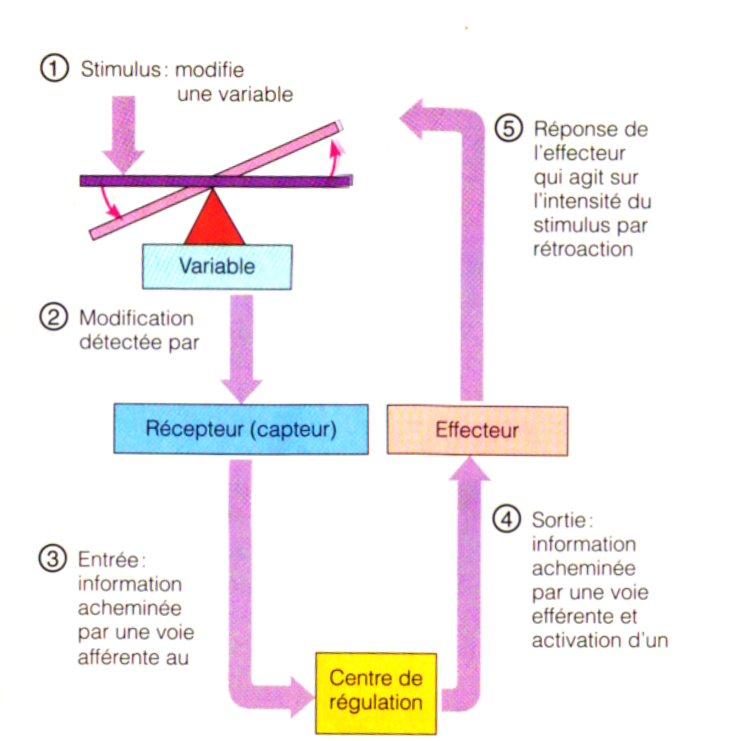 ① Stimulus : modifie
une variable
Variable
② Modification
détectée par
Récepteur (capteur)
③ Entrée :
information
acheminée
par une voie
afférente au
Centre de
régulation
④ Sortie :
information
acheminée
par une voie
efférente et
activation d'un
Effecteur
⑤ Réponse de
l'effecteur
qui agit sur
l'intensité du
stimulus par
rétroaction